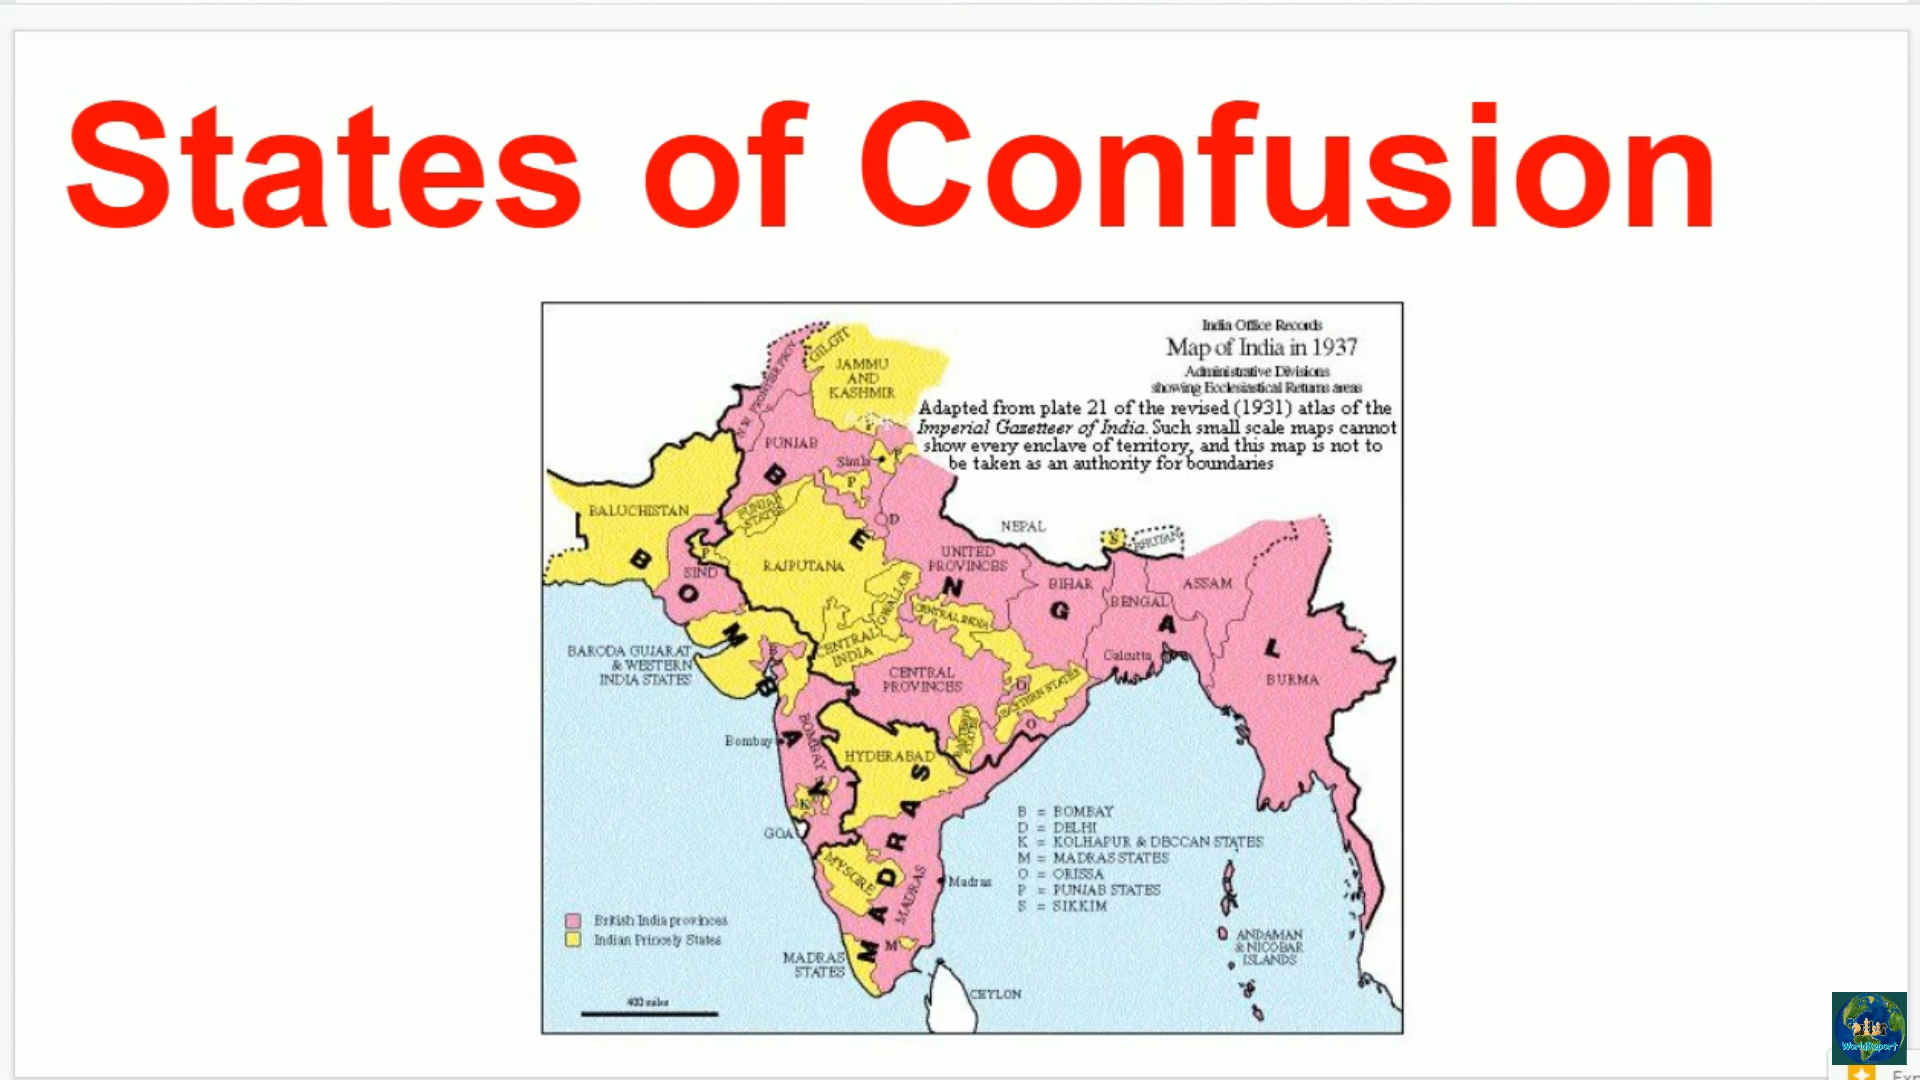 States of Confusion
India Office Records
Map of India in 1937
Administrative Divisions
showing Ecclesiastical Returns areas
Adapted from plate 21 of the revised (1931) atlas of the
Imperial Gazetteer of India. Such small scale maps cannot
show every enclave of territory, and this map is not to
be taken as an authority for boundaries
GILGIT
JAMMU
AND
KASHMIR
N.W. FRONTIER PROV
PUNJAB
Simla
P
P
PUNJAB
STATES
BALUCHISTAN
D
NEPAL
S
BHUTAN
P
SIND
RAJPUTANA
UNITED
PROVINCES
BIHAR
BENGAL
ASSAM
GWALIOR
CENTRAL INDIA
CENTRAL
INDIA
BENGAL
BARODA GUJARAT
& WESTERN
INDIA STATES
B
Calcutta
CENTRAL
PROVINCES
O
EASTERN STATES
BURMA
O
EASTERN
STATES
BOMBAY
Bombay
BOMBAY
HYDERABAD
K
GOA
MYSORE
MADRAS
MADRAS
Madras
M
MADRAS
STATES
CEYLON
B = BOMBAY
D = DELHI
K = KOLHAPUR & DECCAN STATES
M = MADRAS STATES
O = ORISSA
P = PUNJAB STATES
S = SIKKIM
ANDAMAN
& NICOBAR
ISLANDS
British India provinces
Indian Princely States
400 miles
WorldReport